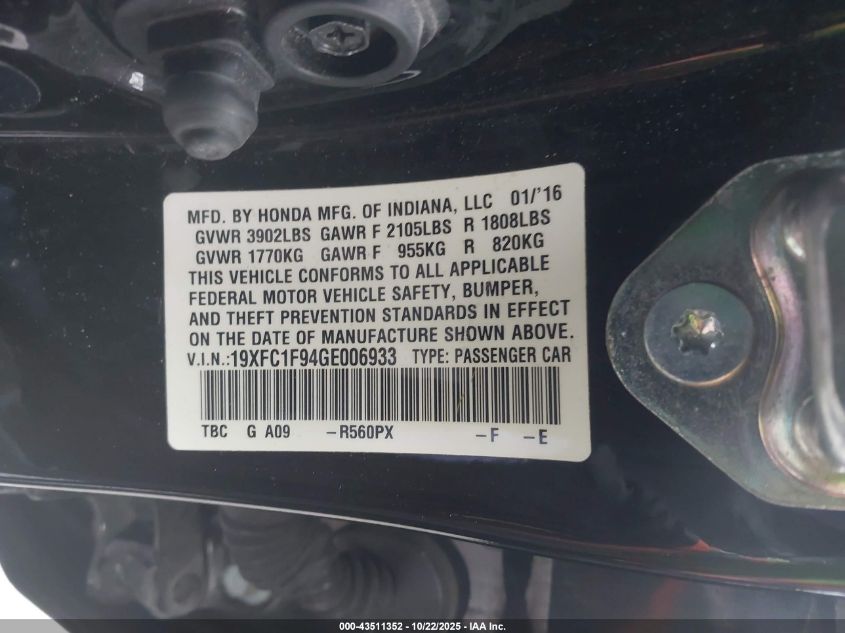 MFD. BY HONDA MFG. OF INDIANA, LLC 01/'16
GVWR 3902LBS GAWR F 2105LBS R 1808LBS
GVWR 1770KG GAWR F 955KG R 820KG
THIS VEHICLE CONFORMS TO ALL APPLICABLE
FEDERAL MOTOR VEHICLE SAFETY, BUMPER,
AND THEFT PREVENTION STANDARDS IN EFFECT
ON THE DATE OF MANUFACTURE SHOWN ABOVE.
V.I.N.:19XFC1F94GE006933 TYPE: PASSENGER CAR
TBC G A09 -R560PX -F -E
000-43511352 - 10/22/2025 - IAA Inc.